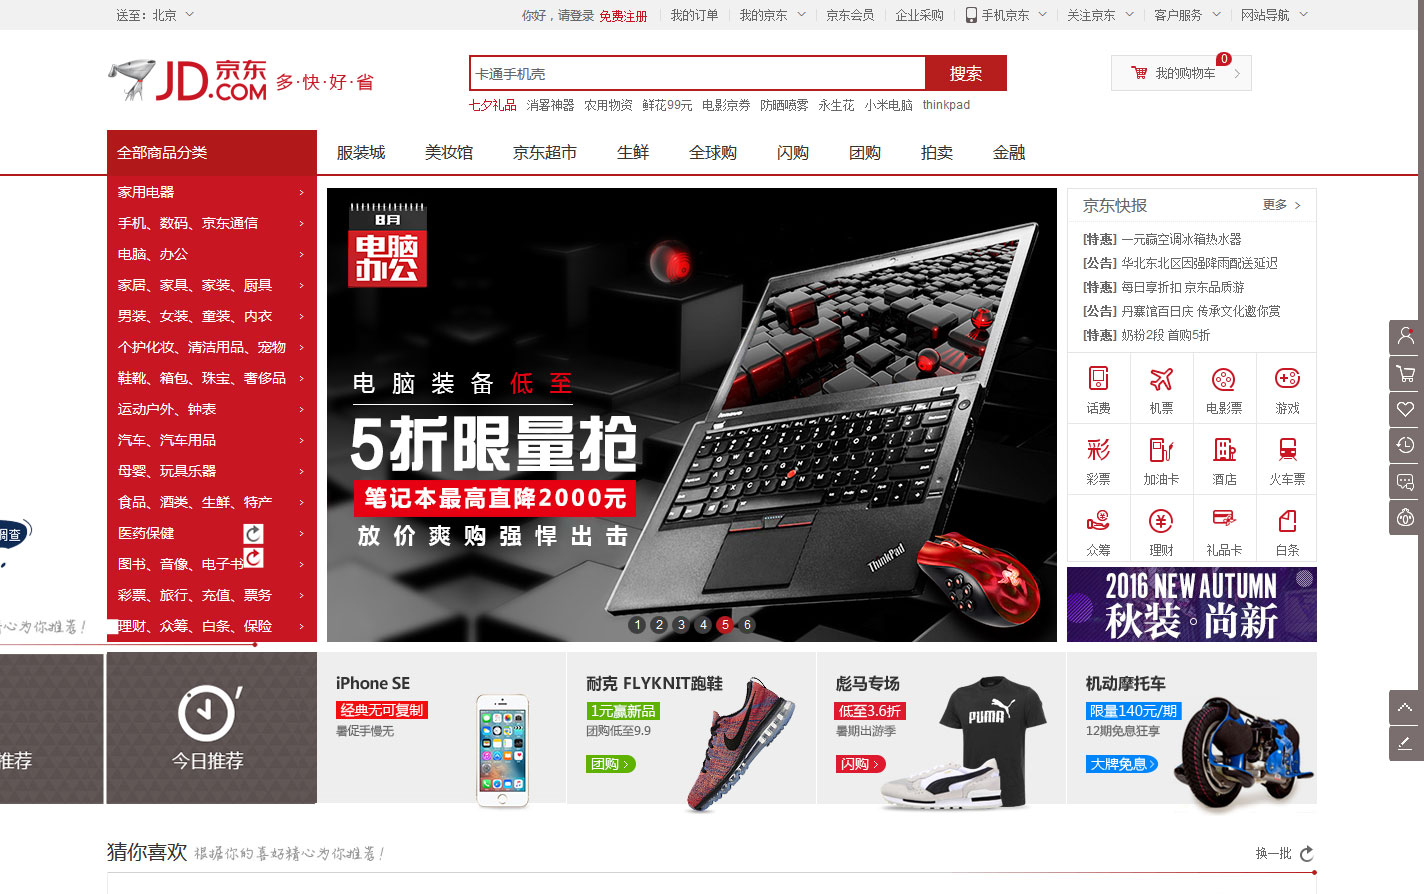 送至：北京
你好，请登录 免费注册 我的订单 我的京东 京东会员 企业采购 手机京东 关注京东 客户服务 网站导航
JD.COM 京东 多·快·好·省
卡通手机壳 搜索
我的购物车 0
七夕礼品 消署神器 农用物资 鲜花99元 电影京券 防晒喷雾 永生花 小米电脑 thinkpad
全部商品分类 服装城 美妆馆 京东超市 生鲜 全球购 闪购 团购 拍卖 金融
家用电器
手机、数码、京东通信
电脑、办公
家居、家具、家装、厨具
男装、女装、童装、内衣
个护化妆、清洁用品、宠物
鞋靴、箱包、珠宝、奢侈品
运动户外、钟表
汽车、汽车用品
母婴、玩具乐器
食品、酒类、生鲜、特产
医药保健
图书、音像、电子书
彩票、旅行、充值、票务
理财、众筹、白条、保险
调查
心为你推荐！
8月
电脑
办公
电脑装备低至
5折限量抢
笔记本最高直降2000元
放价爽购强悍出击
lenovo
ThinkPad
1 2 3 4 5 6
京东快报 更多 >
[特惠] 一元赢空调冰箱热水器
[公告] 华北东北区因强降雨配送延迟
[特惠] 每日享折扣 京东品质游
[公告] 丹寨馆百日庆 传承文化邀你赏
[特惠] 奶粉2段 首购5折
话费 机票 电影票 游戏
彩
彩票 加油卡 酒店 火车票
众筹 理财 礼品卡 白条
2016 NEW AUTUMN
秋装。尚新
推荐
今日推荐
iPhone SE
经典无可复制
暑促手慢无
耐克 FLYKNIT跑鞋
1元赢新品
团购低至9.9
团购 >
彪马专场
低至3.6折
暑期出游季
闪购 >
PUMA
机动摩托车
限量140元/期
12期免息狂享
大牌免息 >
猜你喜欢 根据你的喜好精心为你推荐！
换一批